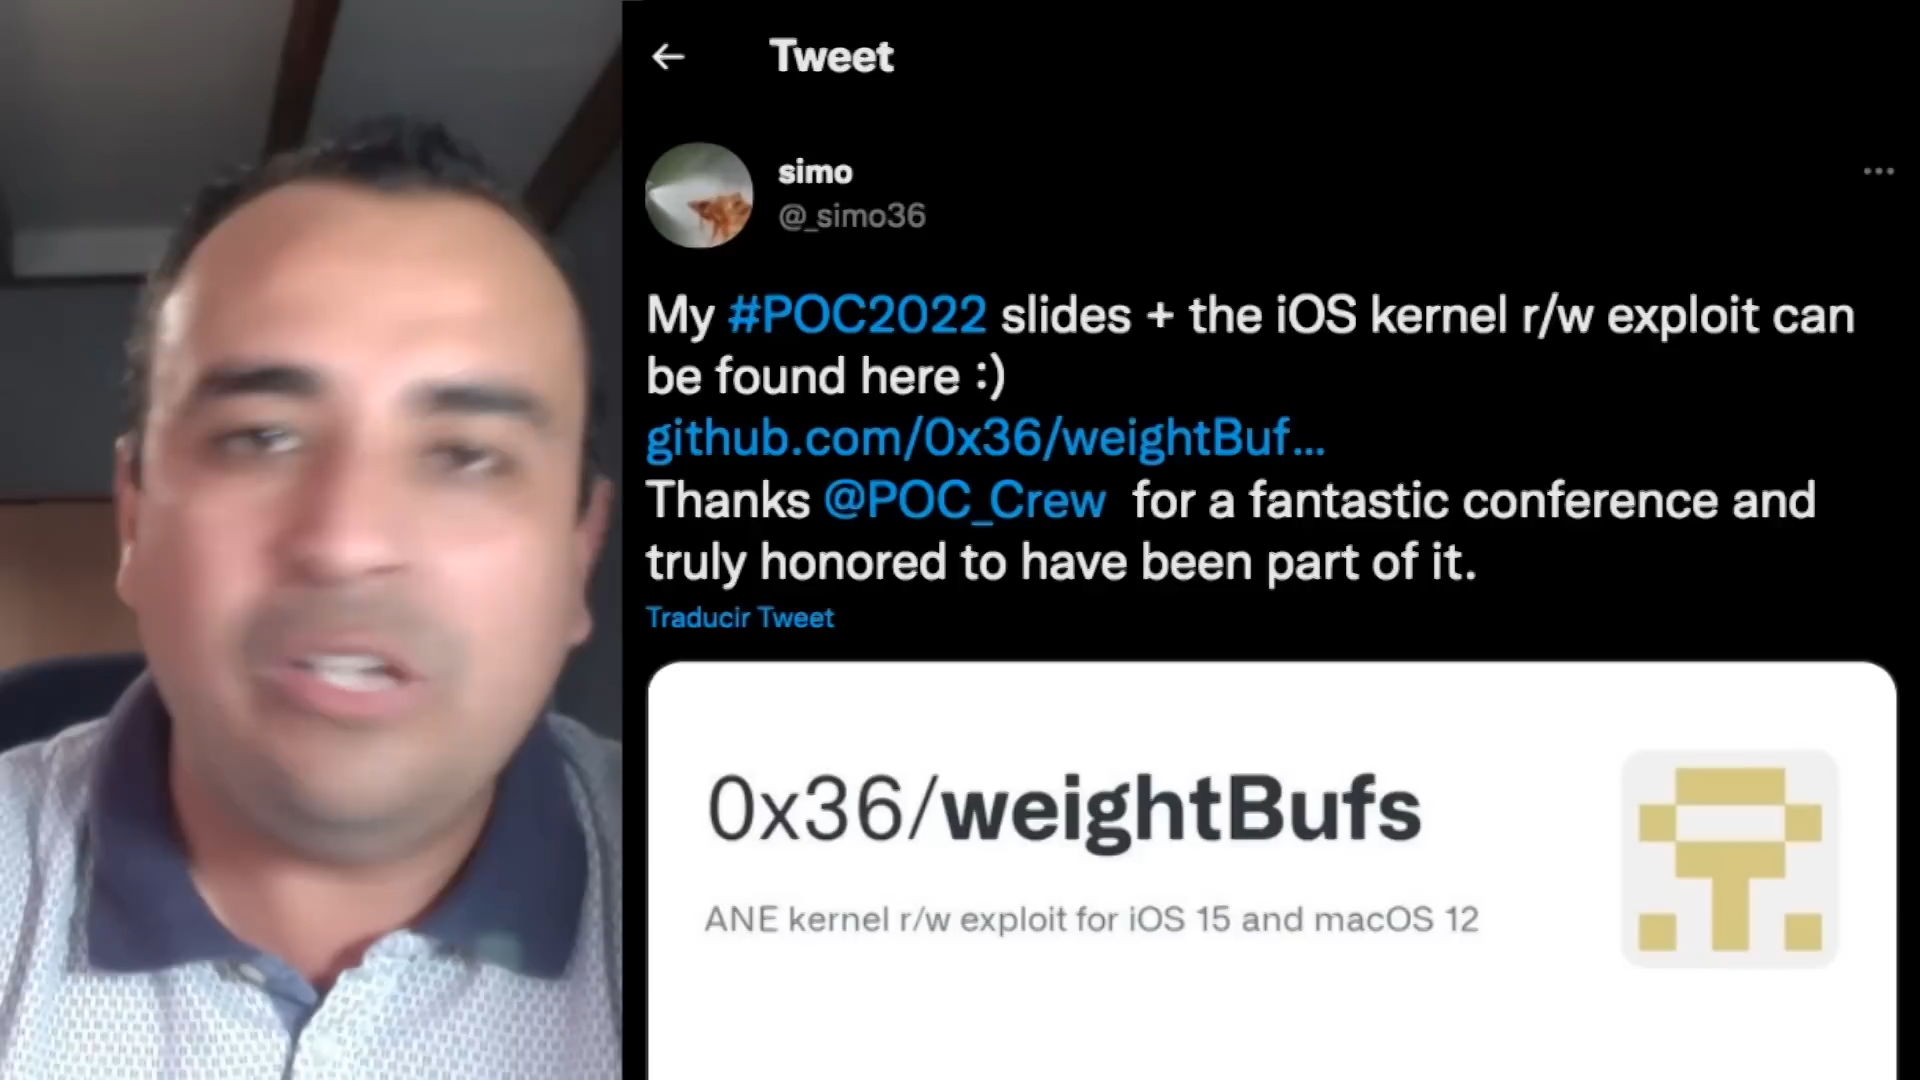 Tweet
simo
@_simo36
My #POC2022 slides + the iOS kernel r/w exploit can
be found here :)
github.com/0x36/weightBuf...
Thanks @POC_Crew for a fantastic conference and
truly honored to have been part of it.
Traducir Tweet
0x36/weightBufs
ANE kernel r/w exploit for iOS 15 and macOS 12